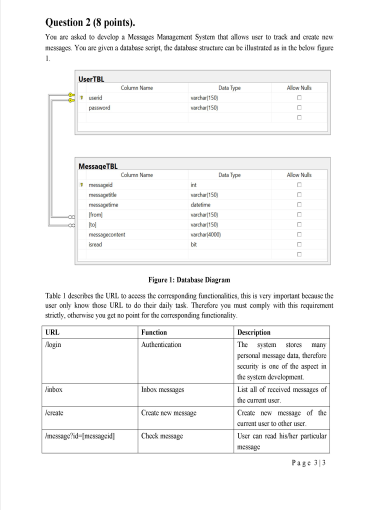 Question 2 (8 points).
You are asked to develop a Messages Management System that allows user to track and create new
messages. You are given a database script, the database structure can be illustrated as in the below figure
1.
UserTBL
Column Name Data Type Allow Nulls
userid varchar(150)
password varchar(150)
MessageTBL
Column Name Data Type Allow Nulls
messageid int
messagetitle varchar(150)
messagetime datetime
[from] varchar(150)
[to] varchar(150)
messagecontent varchar(4000)
isread bit
Figure 1: Database Diagram
Table 1 describes the URL to access the corresponding functionalities, this is very important because the
user only know those URL to do their daily task. Therefore you must comply with this requirement
strictly, otherwise you get no point for the corresponding functionality.
URL Function Description
/login Authentication The system stores many
personal message data, therefore
security is one of the aspect in
the system development.
/inbox Inbox messages List all of received messages of
the current user.
/create Create new message Create new message of the
current user to other user.
/message?id=[messageid] Check message User can read his/her particular
message
Page 3|3